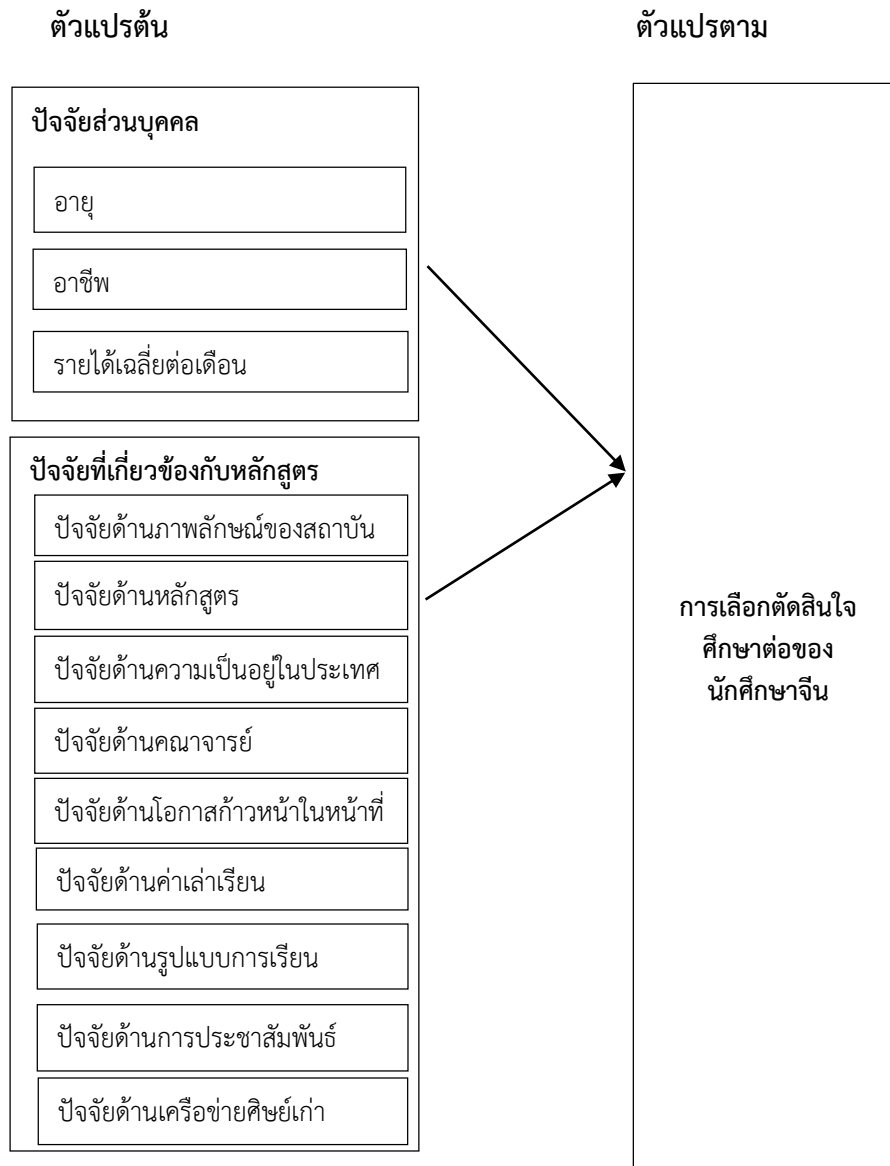 ตัวแปรต้น
ตัวแปรตาม
ปัจจัยส่วนบุคคล
อายุ
อาชีพ
รายได้เฉลี่ยต่อเดือน
ปัจจัยที่เกี่ยวข้องกับหลักสูตร
ปัจจัยด้านภาพลักษณ์ของสถาบัน
ปัจจัยด้านหลักสูตร
ปัจจัยด้านความเป็นอยู่ในประเทศ
ปัจจัยด้านคณาจารย์
ปัจจัยด้านโอกาสก้าวหน้าในหน้าที่
ปัจจัยด้านค่าเล่าเรียน
ปัจจัยด้านรูปแบบการเรียน
ปัจจัยด้านการประชาสัมพันธ์
ปัจจัยด้านเครือข่ายศิษย์เก่า
การเลือกตัดสินใจ
ศึกษาต่อของ
นักศึกษาจีน